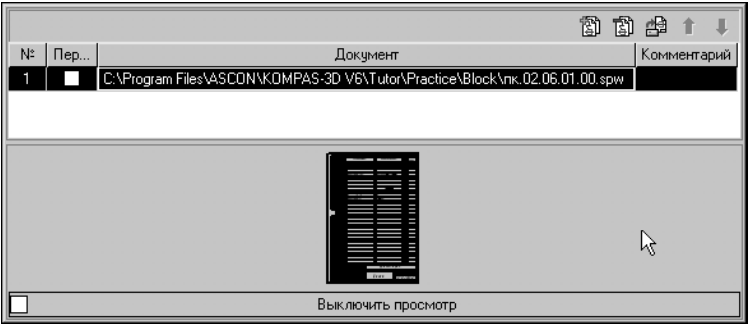 № Пер... Документ Комментарий
1 C:\Program Files\ASCON\KOMPAS-3D V6\Tutor\Practice\Block\пк.02.06.01.00.spw
Выключить просмотр